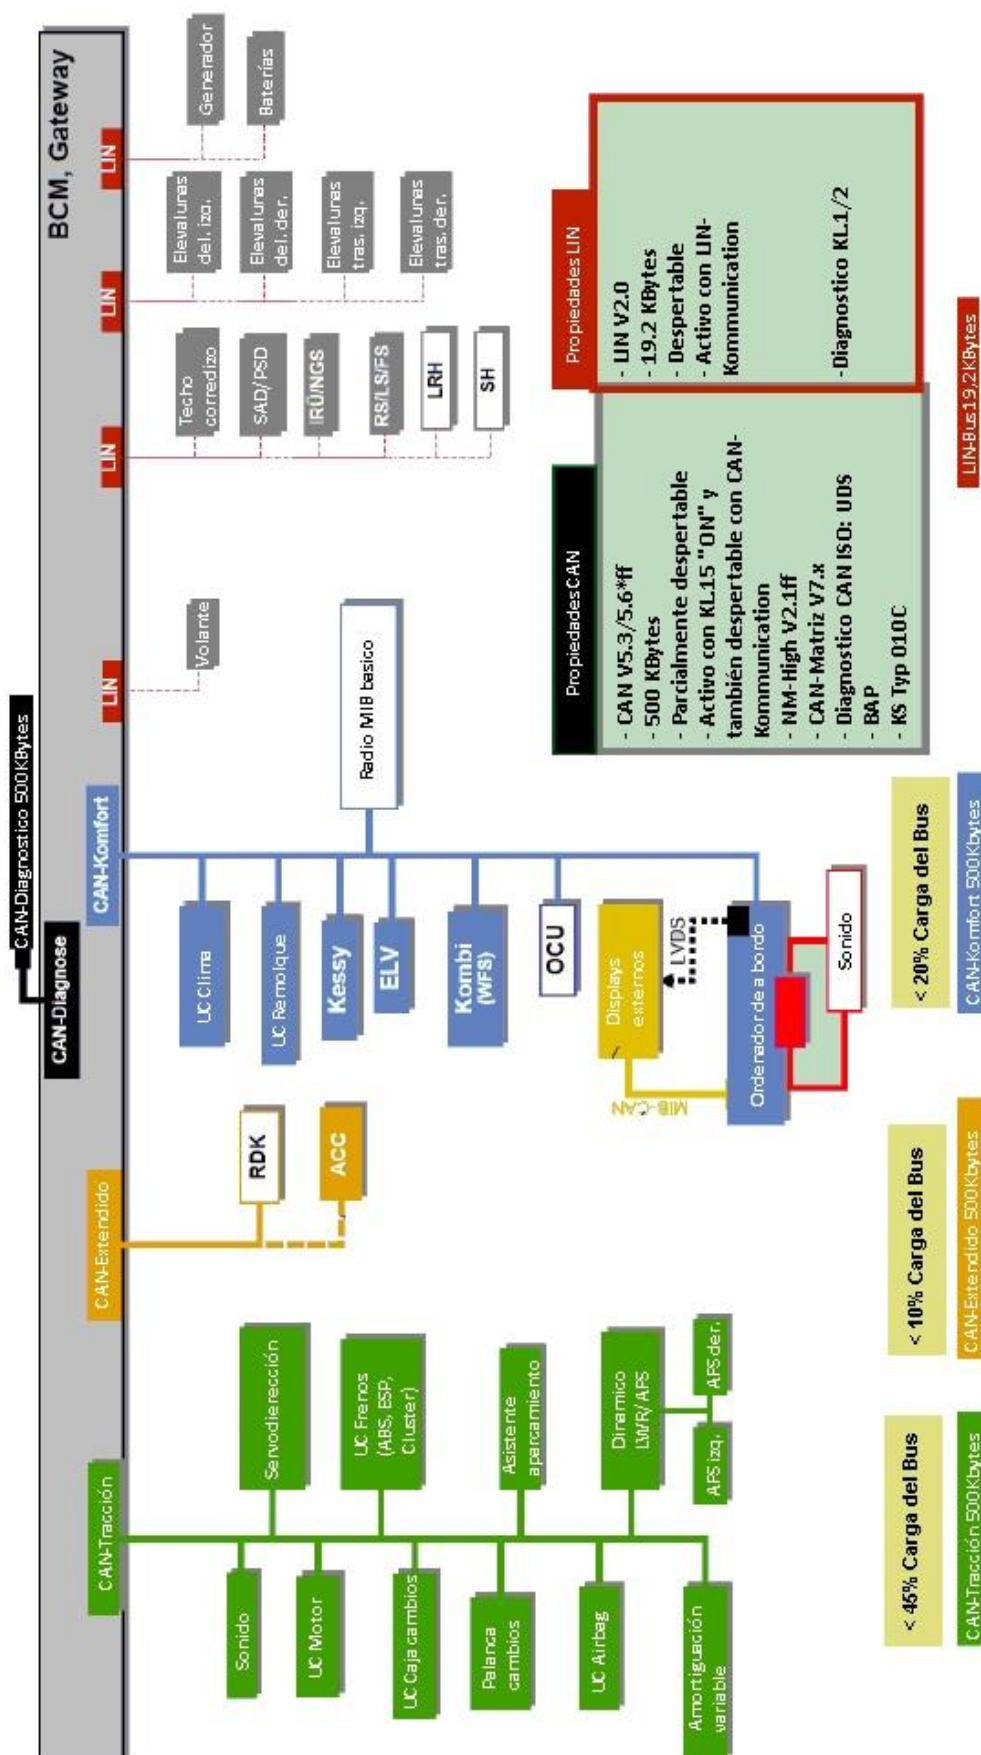 CAN-Diagnostico 500KBytes
CAN-Diagnose
BCM, Gateway
CAN-Tracción
CAN-Extendido
CAN-Komfort
LIN
LIN
LIN
LIN
Sonido
UC Motor
UC Caja cambios
Palanca
cambios
UC Airbag
Amortiguación
variable
Servodierección
UC Frenos
(ABS, ESP,
Cluster)
Asistente
aparcamiento
Dinamico
LWR/ AFS
AFS izq.
AFS der.
RDK
ACC
UC Clima
UC Remolque
Kessy
ELV
Kombi
(WFS)
OCU
Displays
externos
LVDS
MIB-CAN
Ordenador de a bordo
Sonido
Radio MIB basico
Volante
Techo
corredizo
SAD/PSD
IRÜ/NGS
RS/LS/FS
LRH
SH
Elevalunas
del. izq.
Elevalunas
del. der.
Elevalunas
tras. izq.
Elevalunas
tras. der.
Generador
Baterías
Propiedades CAN
- CAN V5.3/5.6*ff
- 500 KBytes
- Parcialmente despertable
- Activo con KL15 "ON" y
también despertable con CAN-
Kommunication
- NM-High V2.1ff
- CAN-Matriz V7.x
- Diagnostico CAN ISO: UDS
- BAP
- KS Typ 010C
Propiedades LIN
- LIN V2.0
- 19.2 KBytes
- Despertable
- Activo con LIN-
Kommunication
- Diagnostico KL1/2
< 45% Carga del Bus
< 10% Carga del Bus
< 20% Carga del Bus
CAN-Tracción 500Kbytes
CAN-Extendido 500Kbytes
CAN-Komfort 500Kbytes
LIN-Bus 19,2KBytes